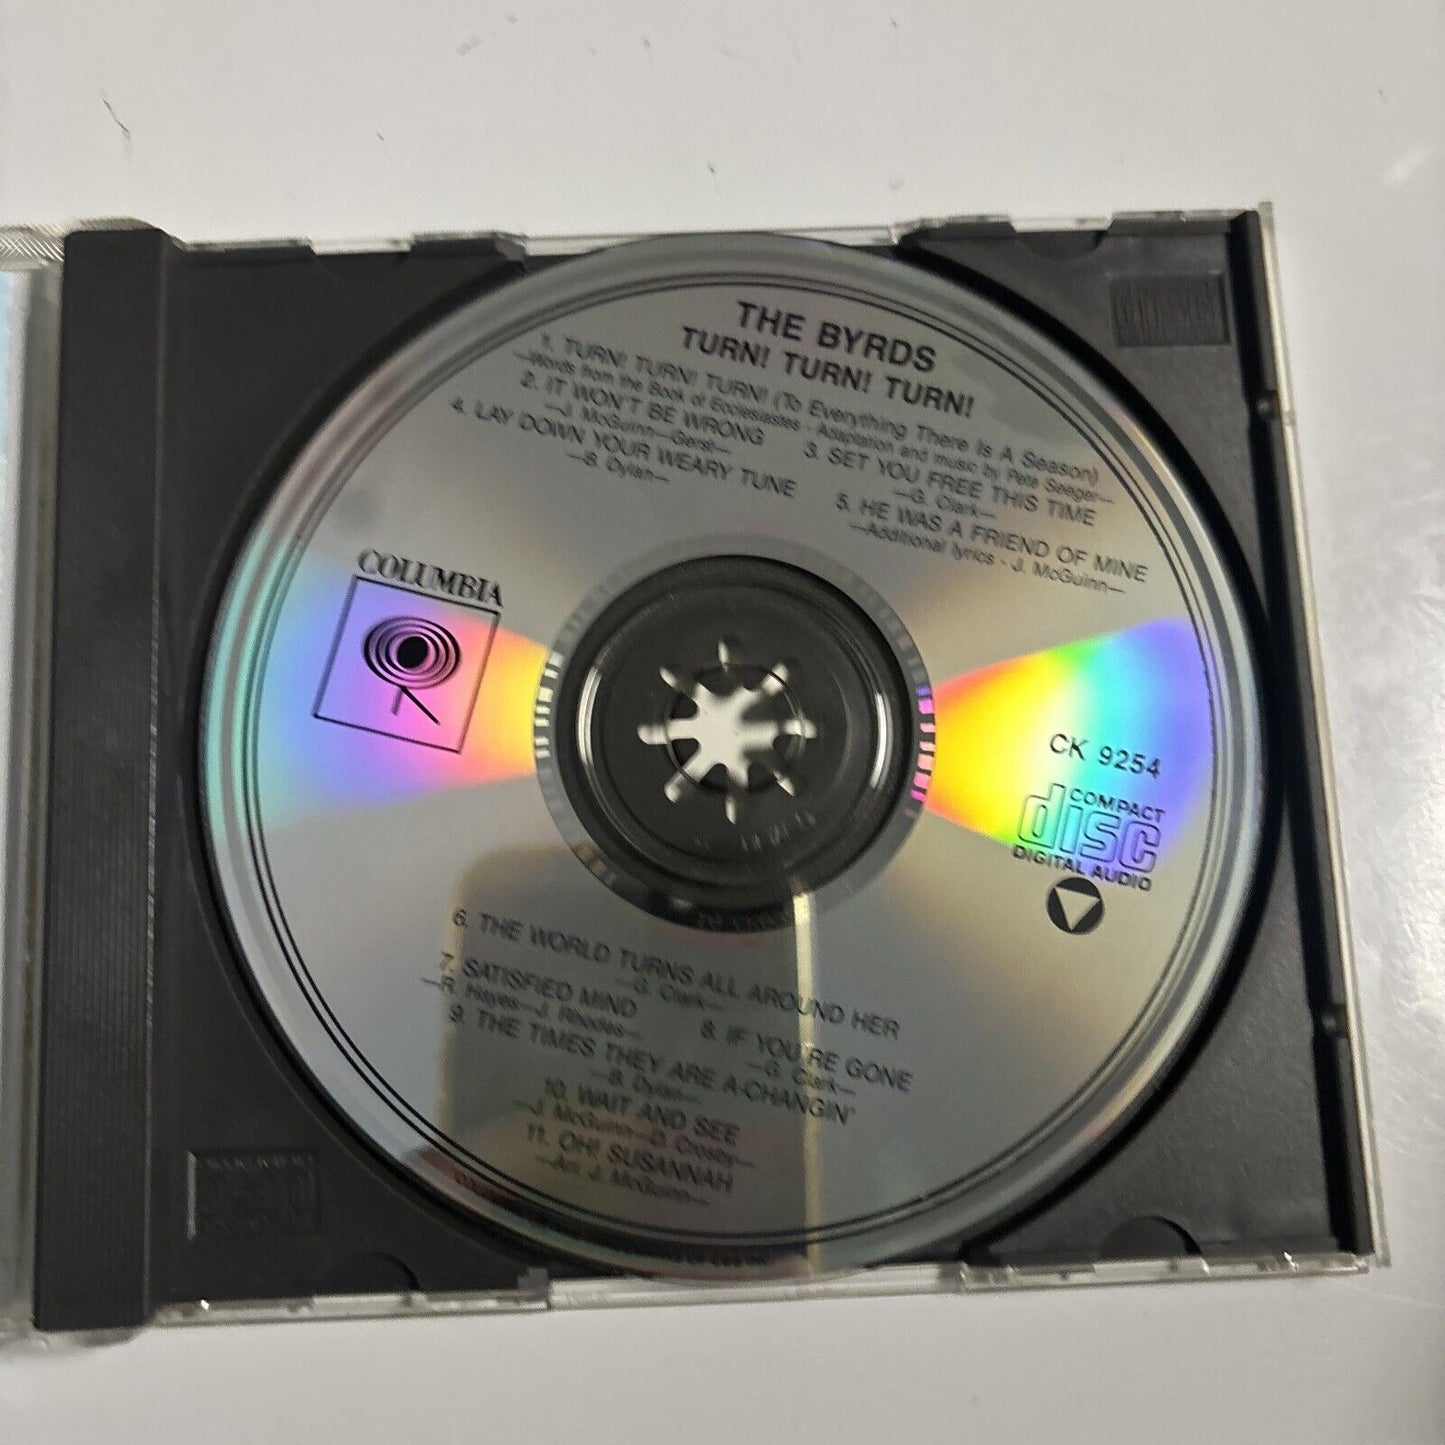 THE BYRDS
TURN! TURN! TURN!
1. TURN! TURN! TURN! (To Everything There Is A Season)
—Words from the Book of Ecclesiastes - Adaptation and music by Pete Seeger—
2. IT WON'T BE WRONG
—J. McGuinn—Gerst—
3. SET YOU FREE THIS TIME
—G. Clark—
4. LAY DOWN YOUR WEARY TUNE
—B. Dylan—
5. HE WAS A FRIEND OF MINE
—Additional lyrics - J. McGuinn—
COLUMBIA
CK 9254
COMPACT
disc
DIGITAL AUDIO
6. THE WORLD TURNS ALL AROUND HER
—G. Clark—
7. SATISFIED MIND
—R. Hayes—J. Rhodes—
8. IF YOU'RE GONE
—G. Clark—
9. THE TIMES THEY ARE A-CHANGIN'
—B. Dylan—
10. WAIT AND SEE
—J. McGuinn—D. Crosby—
11. OH! SUSANNAH
—Arr. J. McGuinn—